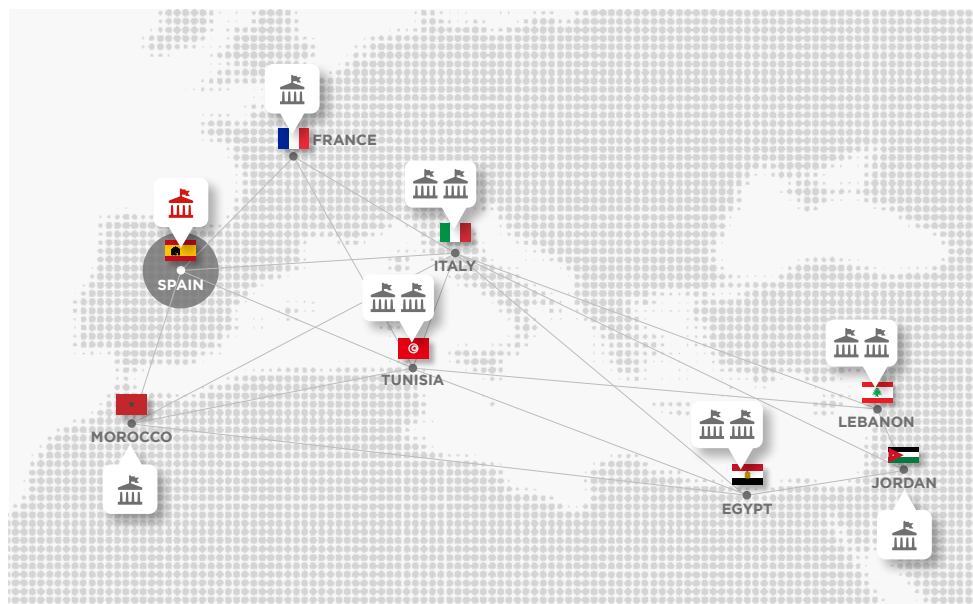 FRANCE
ITALY
SPAIN
TUNISIA
LEBANON
MOROCCO
JORDAN
EGYPT